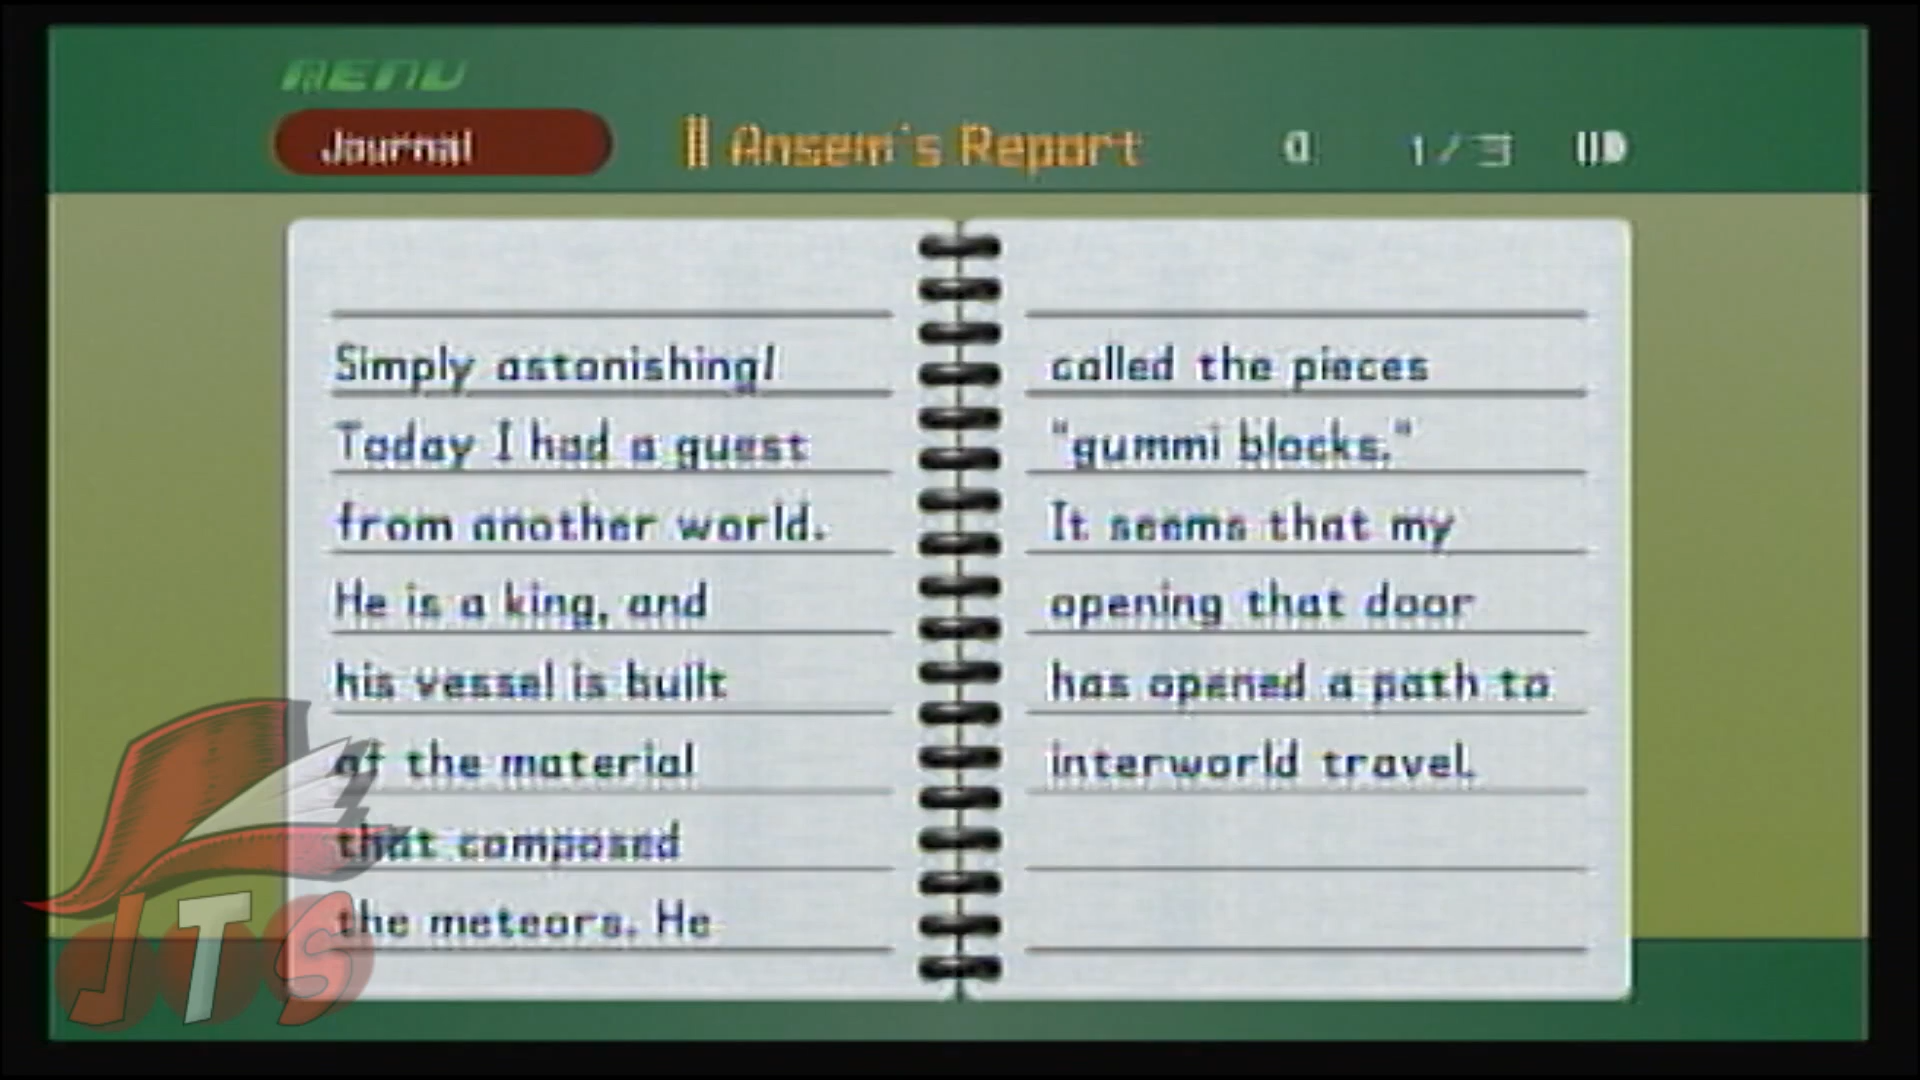 MENU
Journal
Ansem's Report
1/3
Simply astonishing!
Today I had a guest
from another world.
He is a king, and
his vessel is built
of the material
that composed
the meteors. He
called the pieces
"gummi blocks."
It seems that my
opening that door
has opened a path to
interworld travel.
JTS